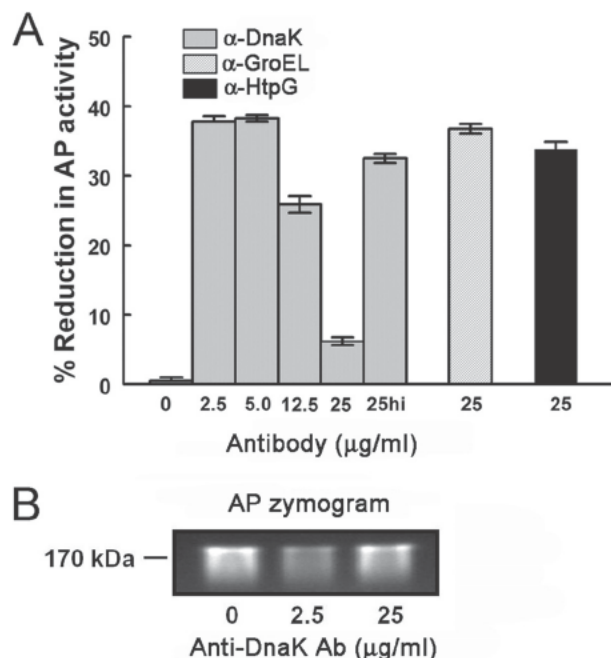 A
α-DnaK
α-GroEL
α-HtpG
% Reduction in AP activity
50
40
30
20
10
0
0 2.5 5.0 12.5 25 25hi 25 25
Antibody (μg/ml)
B
AP zymogram
170 kDa
0 2.5 25
Anti-DnaK Ab (μg/ml)